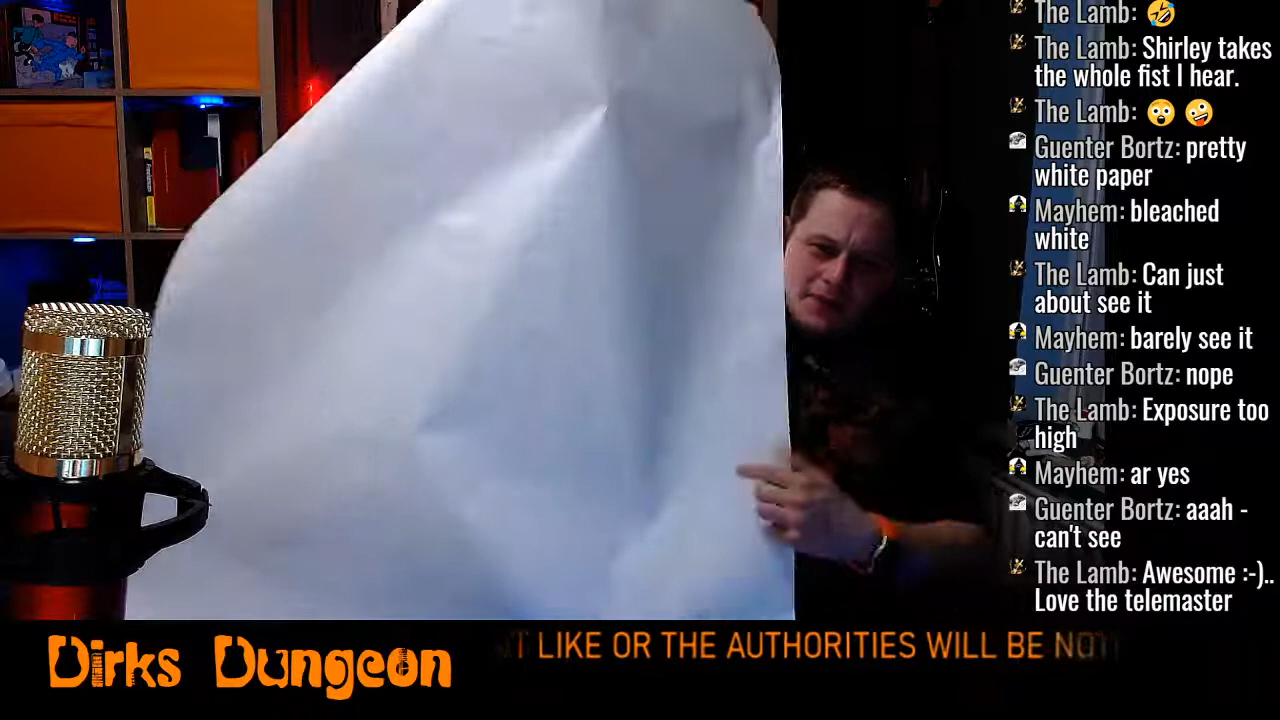 The Lamb: 🤣
The Lamb: Shirley takes
the whole fist I hear.
The Lamb: 😲 🤪
Guenter Bortz: pretty
white paper
Mayhem: bleached
white
The Lamb: Can just
about see it
Mayhem: barely see it
Guenter Bortz: nope
The Lamb: Exposure too
high
Mayhem: ar yes
Guenter Bortz: aaah -
can't see
The Lamb: Awesome :-)..
Love the telemaster
Dirks Dungeon
LIKE OR THE AUTHORITIES WILL BE